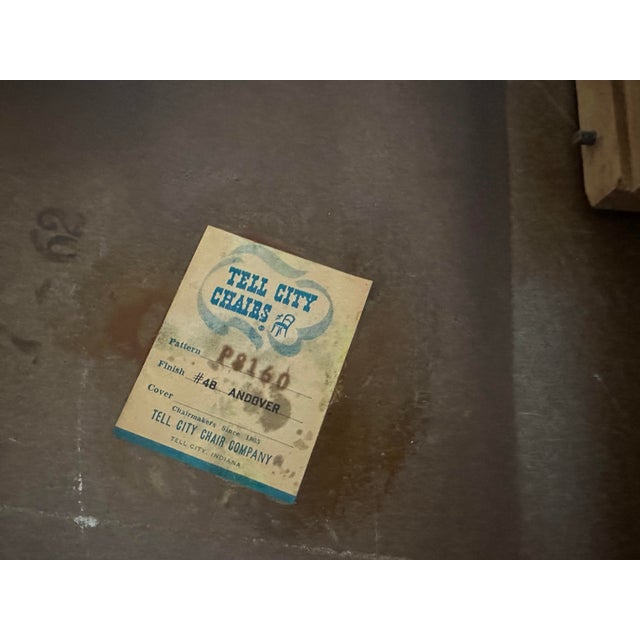 62
TELL CITY
CHAIRS®
Pattern P8160
Finish #48 ANDOVER
Cover
Chairmakers Since 1865
TELL CITY CHAIR COMPANY
TELL CITY, INDIANA